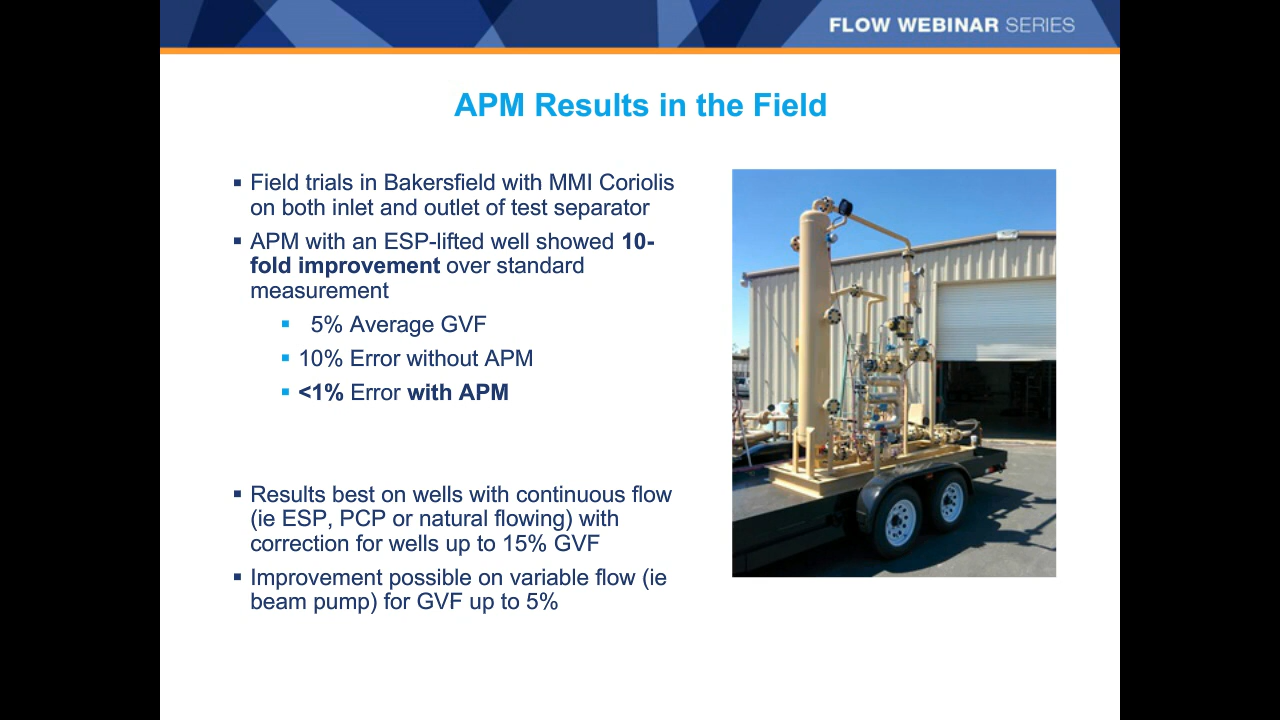 FLOW WEBINAR SERIES
APM Results in the Field
▪ Field trials in Bakersfield with MMI Coriolis
on both inlet and outlet of test separator
▪ APM with an ESP-lifted well showed 10-
fold improvement over standard
measurement
▪ 5% Average GVF
▪ 10% Error without APM
▪ <1% Error with APM
▪ Results best on wells with continuous flow
(ie ESP, PCP or natural flowing) with
correction for wells up to 15% GVF
▪ Improvement possible on variable flow (ie
beam pump) for GVF up to 5%